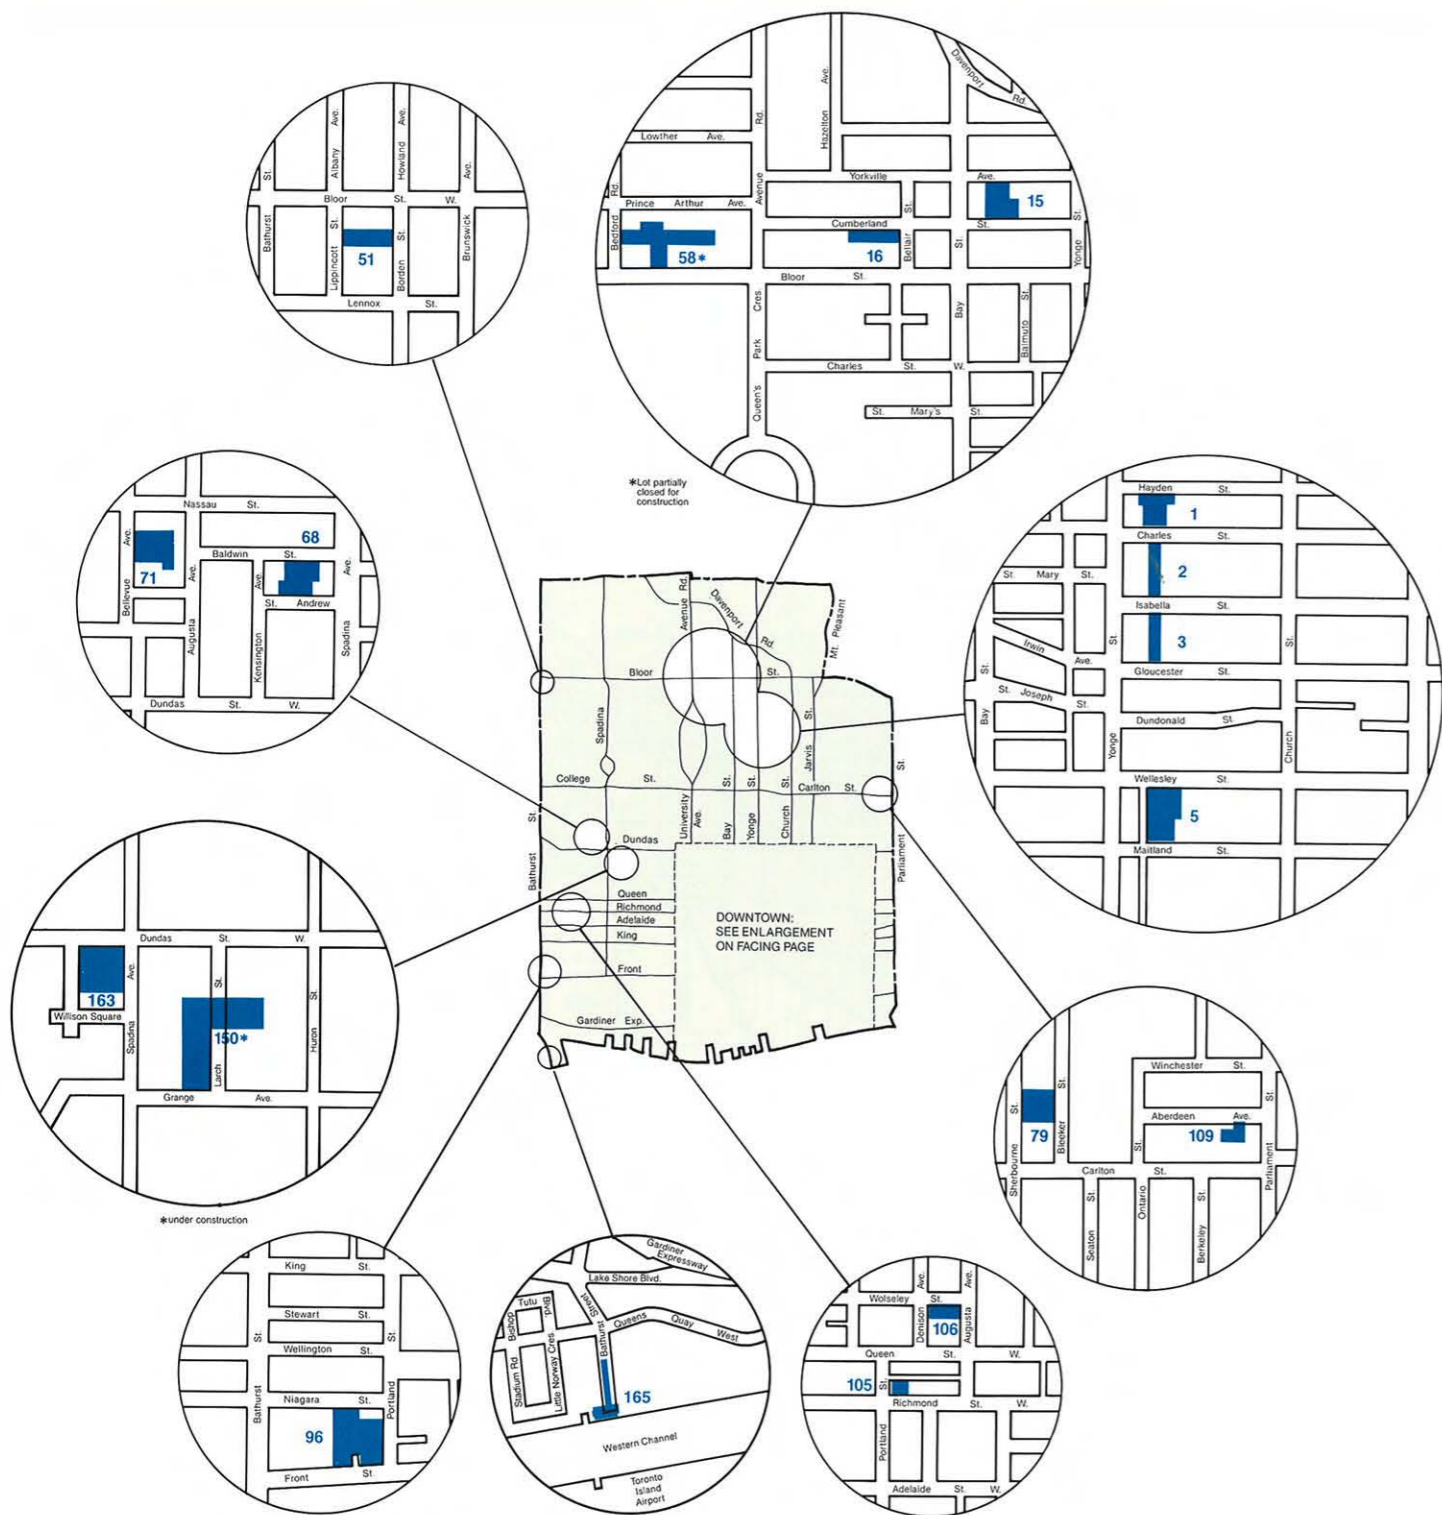 St.
Bathurst
Albany
Ave.
Howland
Ave.
Ave.
Brunswick
Bloor St. W.
Lippincott
St.
Borden
St.
51
Lennox St.
Davenport
Rd.
Hazelton
Ave.
Rd.
Avenue
Lowther Ave.
Yorkville Ave.
Rd.
Bedford
Prince Arthur Ave.
St.
Bellair
15
Cumberland St.
St.
Yonge
58*
16
St.
Bay
Bloor St.
Queen's
Park
Cres.
St.
Balmuto
Charles St. W.
St. Mary's St.
*Lot partially
closed for
construction
Nassau St.
68
Ave.
Bellevue
71
Baldwin St.
Ave.
Augusta
Ave.
Kensington
St. Andrew
Ave.
Spadina
Dundas St. W.
Hayden St.
1
Charles St.
2
St. Mary St.
Isabella St.
3
Irwin Ave.
St.
Yonge
St.
Church
Gloucester St.
St. Joseph St.
St.
Bay
Dundonald St.
Wellesley St.
5
Maitland St.
Avenue Rd.
Davenport
Rd.
Mt. Pleasant
Bloor St.
Spadina
Jarvis
St.
College St. Carlton St.
St.
Bathurst
University
Ave.
Bay
St.
Yonge
St.
Church
St.
St.
Parliament
Dundas
Queen
Richmond
Adelaide
King
Front
DOWNTOWN:
SEE ENLARGEMENT
ON FACING PAGE
Gardiner Exp.
Dundas St. W.
163
Ave.
Spadina
Willison Square
150*
St.
Larch
St.
Huron
Grange Ave.
*under construction
Winchester St.
St.
Sherbourne
St.
Bleeker
79
Aberdeen Ave.
109
St.
Parliament
Carlton St.
St.
Seaton
St.
Ontario
St.
Berkeley
King St.
Stewart St.
St.
Bathurst
St.
Portland
Wellington St.
Niagara St.
96
Front St.
Gardiner
Expressway
Lake Shore Blvd.
Bishop
Tutu
Blvd.
Bathurst
Street
Queens Quay West
Stadium Rd
Little Norway Cres.
165
Western Channel
Toronto
Island
Airport
Wolseley St.
Ave.
Denison
Ave.
Augusta
106
Queen St. W.
105
St.
Portland
Richmond St. W.
Adelaide St. W.